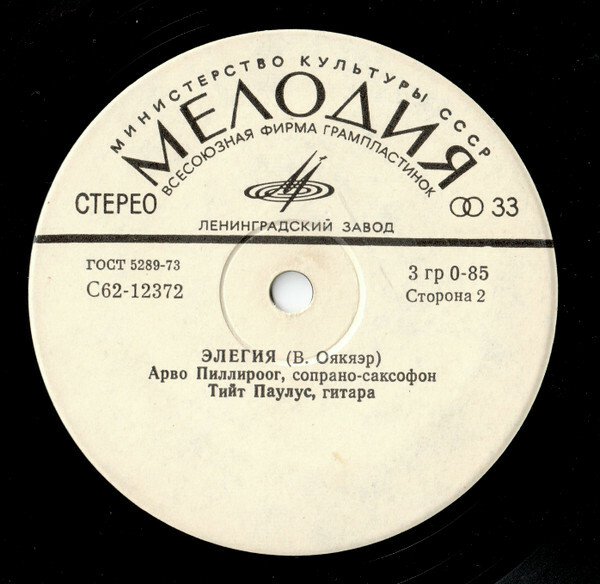 МИНИСТЕРСТВО КУЛЬТУРЫ СССР
МЕЛОДИЯ
ВСЕСОЮЗНАЯ ФИРМА ГРАМПЛАСТИНОК
СТЕРЕО
33
ЛЕНИНГРАДСКИЙ ЗАВОД
ГОСТ 5289-73
3 гр 0-85
С62-12372
Сторона 2
ЭЛЕГИЯ (В. Оякяэр)
Арво Пиллироог, сопрано-саксофон
Тийт Паулус, гитара